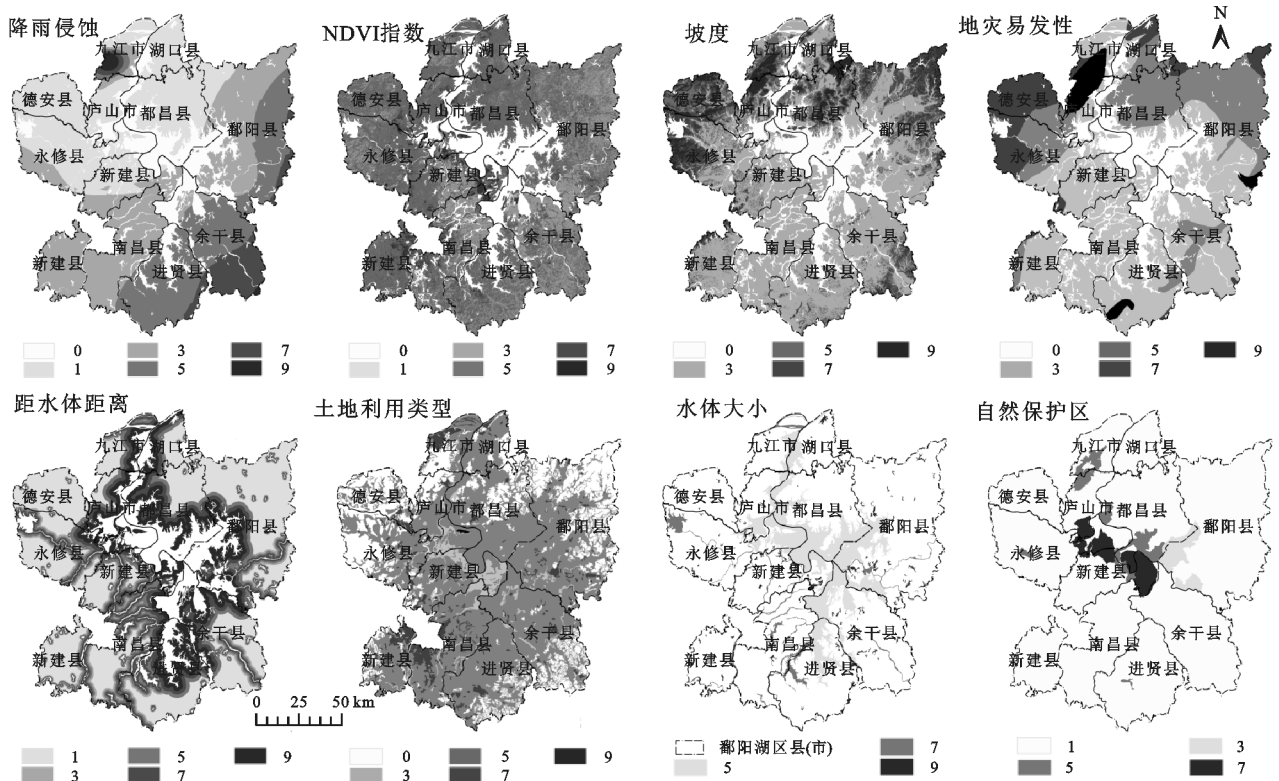 降雨侵蚀
九江市 湖口县
德安县
庐山市 都昌县
鄱阳县
永修县
新建县
余干县
南昌县
新建县
进贤县
0 3 7
1 5 9
NDVI指数
九江市 湖口县
德安县
庐山市 都昌县
鄱阳县
永修县
新建县
余干县
南昌县
新建县
进贤县
0 3 7
1 5 9
坡度
九江市 湖口县
德安县
庐山市 都昌县
鄱阳县
永修县
新建县
余干县
南昌县
新建县
进贤县
0 5 9
3 7
地灾易发性
N
九江市 湖口县
德安县
庐山市 都昌县
鄱阳县
永修县
新建县
余干县
南昌县
新建县
进贤县
0 5 9
3 7
距水体距离
九江市 湖口县
德安县
庐山市 都昌县
鄱阳县
永修县
新建县
余干县
南昌县
新建县
进贤县
0 25 50 km
1 5 9
3 7
土地利用类型
九江市 湖口县
德安县
庐山市 都昌县
鄱阳县
永修县
新建县
余干县
南昌县
新建县
进贤县
0 5 9
3 7
水体大小
九江市 湖口县
德安县
庐山市 都昌县
鄱阳县
永修县
新建县
余干县
南昌县
新建县
进贤县
鄱阳湖区县(市) 7
5 9
自然保护区
九江市 湖口县
德安县
庐山市 都昌县
鄱阳县
永修县
新建县
余干县
南昌县
新建县
进贤县
1 3
5 7